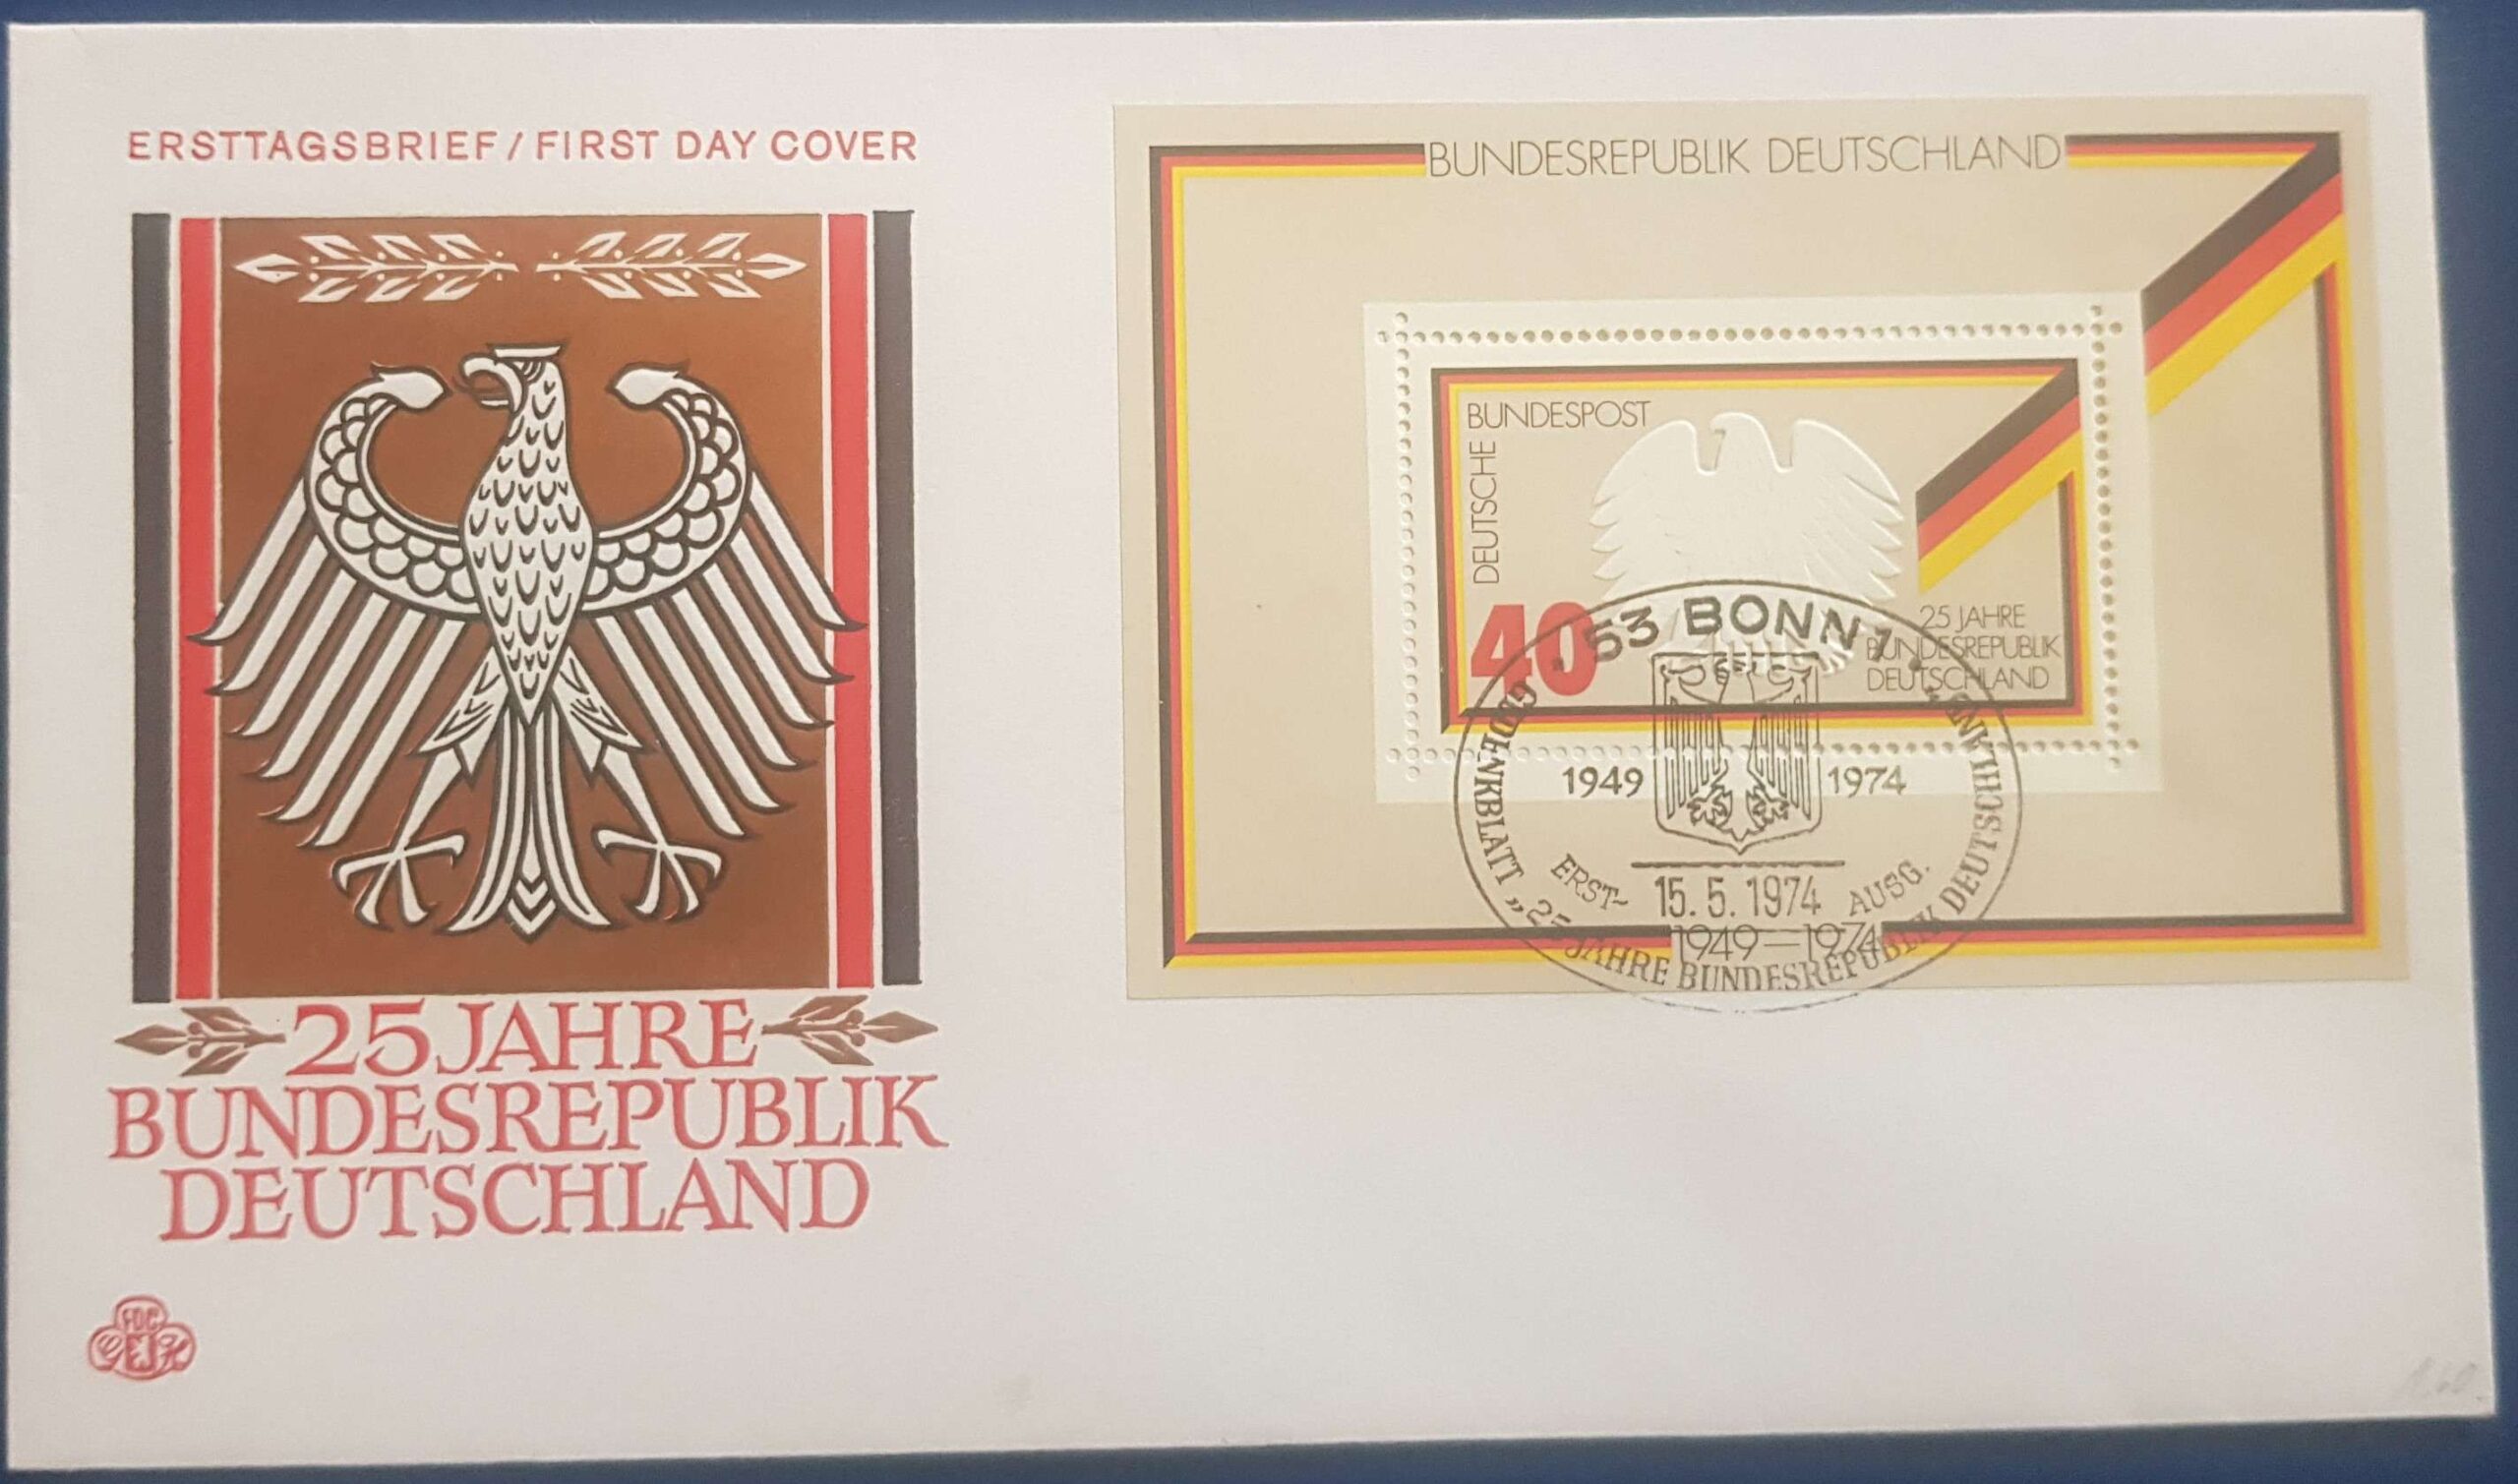 ERSTTAGSBRIEF / FIRST DAY COVER
25 JAHRE
BUNDESREPUBLIK
DEUTSCHLAND
FDC
BUNDESREPUBLIK DEUTSCHLAND
DEUTSCHE
BUNDESPOST
40
25 JAHRE
BUNDESREPUBLIK
DEUTSCHLAND
1949–1974
53 BONN 1
1949 1974
ERST- 15.5.1974 AUSG.
GEDENKBLATT „25 JAHRE BUNDESREPUBLIK DEUTSCHLAND"